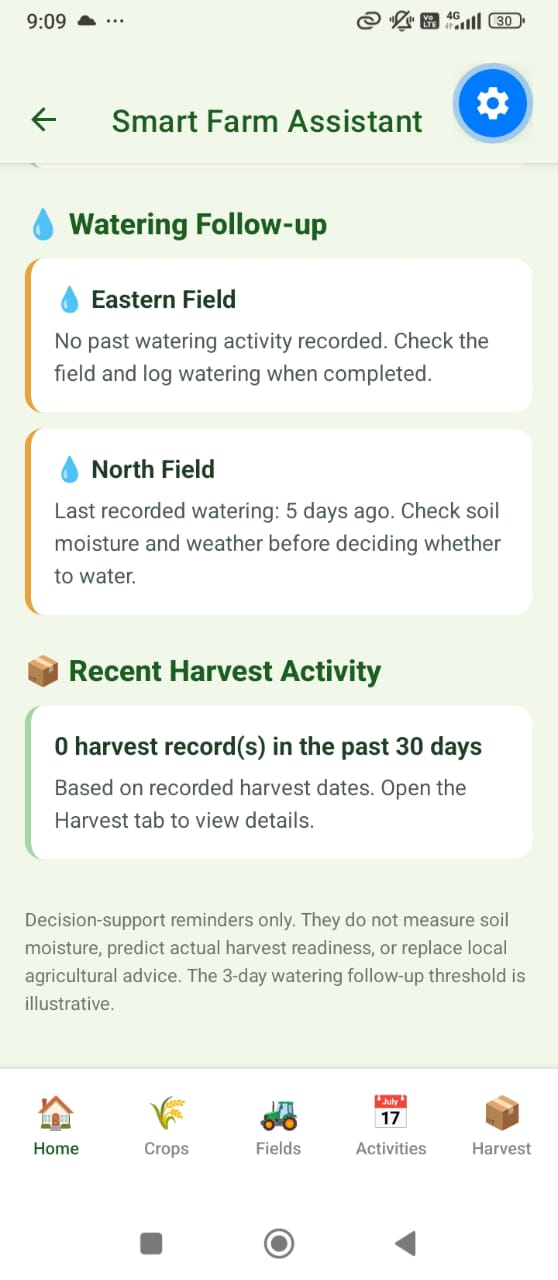 9:09
Vo LTE 4G 30
Smart Farm Assistant
Watering Follow-up
Eastern Field
No past watering activity recorded. Check the
field and log watering when completed.
North Field
Last recorded watering: 5 days ago. Check soil
moisture and weather before deciding whether
to water.
Recent Harvest Activity
0 harvest record(s) in the past 30 days
Based on recorded harvest dates. Open the
Harvest tab to view details.
Decision-support reminders only. They do not measure soil
moisture, predict actual harvest readiness, or replace local
agricultural advice. The 3-day watering follow-up threshold is
illustrative.
July
17
Home Crops Fields Activities Harvest